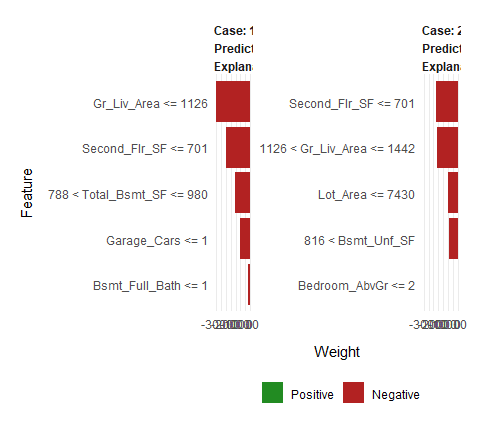 Case: 1
Predict
Explana
Case: 2
Predict
Explana
Feature
Gr_Liv_Area <= 1126
Second_Flr_SF <= 701
788 < Total_Bsmt_SF <= 980
Garage_Cars <= 1
Bsmt_Full_Bath <= 1
Second_Flr_SF <= 701
1126 < Gr_Liv_Area <= 1442
Lot_Area <= 7430
816 < Bsmt_Unf_SF
Bedroom_AbvGr <= 2
Weight
Positive
Negative